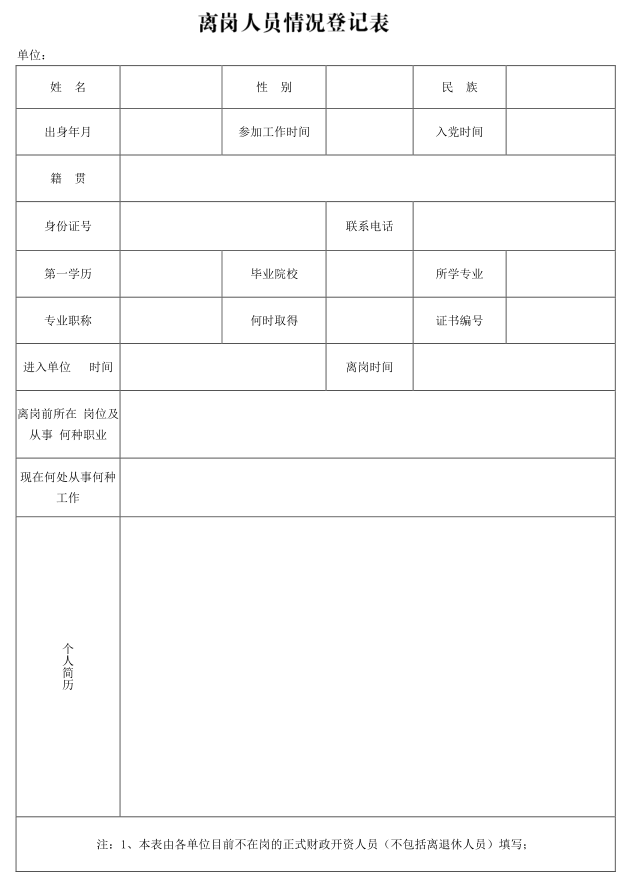 离岗人员情况登记表
单位:
姓 名 性 别 民 族
出身年月 参加工作时间 入党时间
籍 贯
身份证号 联系电话
第一学历 毕业院校 所学专业
专业职称 何时取得 证书编号
进入单位 时间 离岗时间
离岗前所在 岗位及
从事 何种职业
现在何处从事何种
工作
个
人
简
历
注：1、本表由各单位目前不在岗的正式财政开资人员（不包括离退休人员）填写；